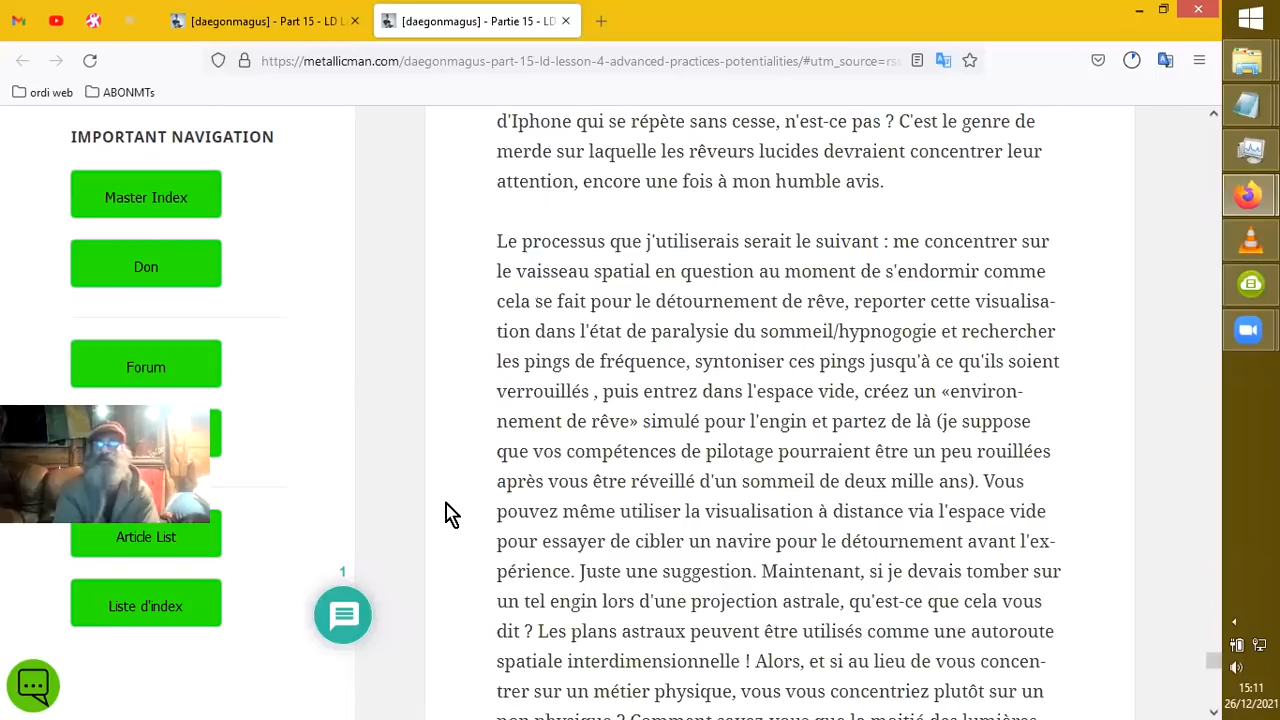 [daegonmagus] - Part 15 - LD L
[daegonmagus] - Partie 15 - LD
https://metallicman.com/daegonmagus-part-15-ld-lesson-4-advanced-practices-potentialities/#utm_source=rs
ordi web
ABONMTs
IMPORTANT NAVIGATION
Master Index
Don
Forum
Article List
Liste d'index
1
d'Iphone qui se répète sans cesse, n'est-ce pas ? C'est le genre de
merde sur laquelle les rêveurs lucides devraient concentrer leur
attention, encore une fois à mon humble avis.
Le processus que j'utiliserais serait le suivant : me concentrer sur
le vaisseau spatial en question au moment de s'endormir comme
cela se fait pour le détournement de rêve, reporter cette visualisa-
tion dans l'état de paralysie du sommeil/hypnogogie et rechercher
les pings de fréquence, syntoniser ces pings jusqu'à ce qu'ils soient
verrouillés , puis entrez dans l'espace vide, créez un «environ-
nement de rêve» simulé pour l'engin et partez de là (je suppose
que vos compétences de pilotage pourraient être un peu rouillées
après vous être réveillé d'un sommeil de deux mille ans). Vous
pouvez même utiliser la visualisation à distance via l'espace vide
pour essayer de cibler un navire pour le détournement avant l'ex-
périence. Juste une suggestion. Maintenant, si je devais tomber sur
un tel engin lors d'une projection astrale, qu'est-ce que cela vous
dit ? Les plans astraux peuvent être utilisés comme une autoroute
spatiale interdimensionnelle ! Alors, et si au lieu de vous concen-
trer sur un métier physique, vous vous concentriez plutôt sur un
non physique ? Comment savez-vous que la moitié des lumières
15:11
26/12/2021